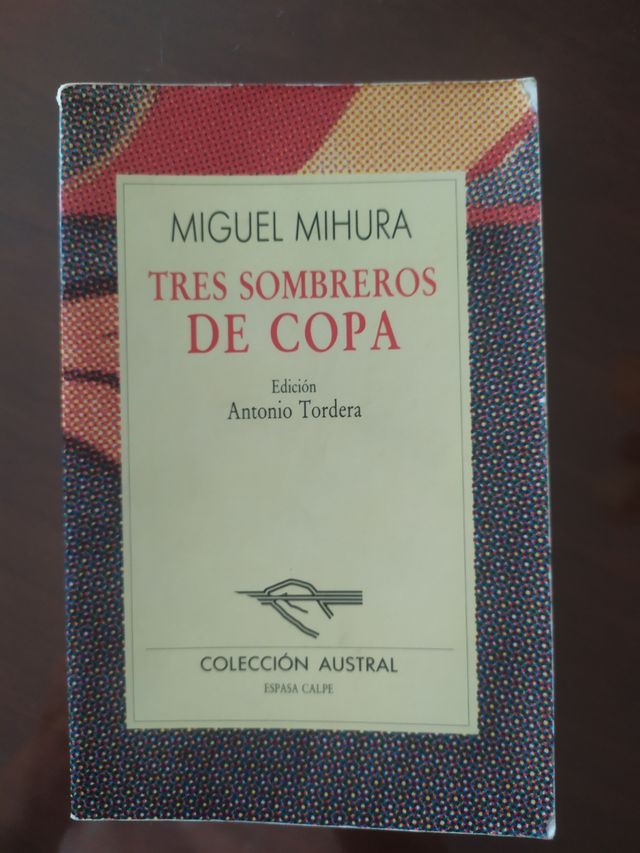 MIGUEL MIHURA
TRES SOMBREROS
DE COPA
Edición
Antonio Tordera
COLECCIÓN AUSTRAL
ESPASA CALPE